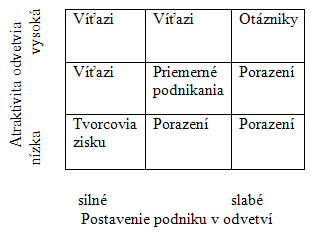 Atraktivita odvetvia
nízka vysoká
Víťazi Víťazi Otázniky
Víťazi Priemerné podnikania Porazení
Tvorcovia zisku Porazení Porazení
silné slabé
Postavenie podniku v odvetví